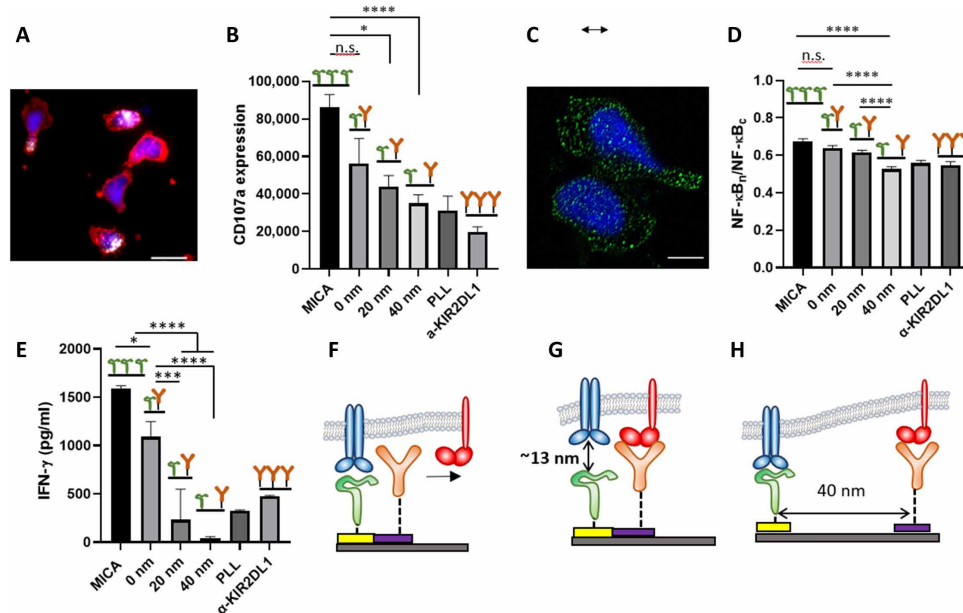 A
B
****
*
n.s.
100,000
80,000
60,000
40,000
20,000
0
CD107a expression
MICA
0 nm
20 nm
40 nm
PLL
a-KIR2DL1
C
D
****
n.s.
****
****
1.0
0.8
0.6
0.4
0.2
0.0
NF-κBn/NF-κBc
MICA
0 nm
20 nm
40 nm
PLL
α-KIR2DL1
E
****
*
****
***
2000
1500
1000
500
0
IFN-γ (pg/ml)
MICA
0 nm
20 nm
40 nm
PLL
α-KIR2DL1
F
G
~13 nm
H
40 nm